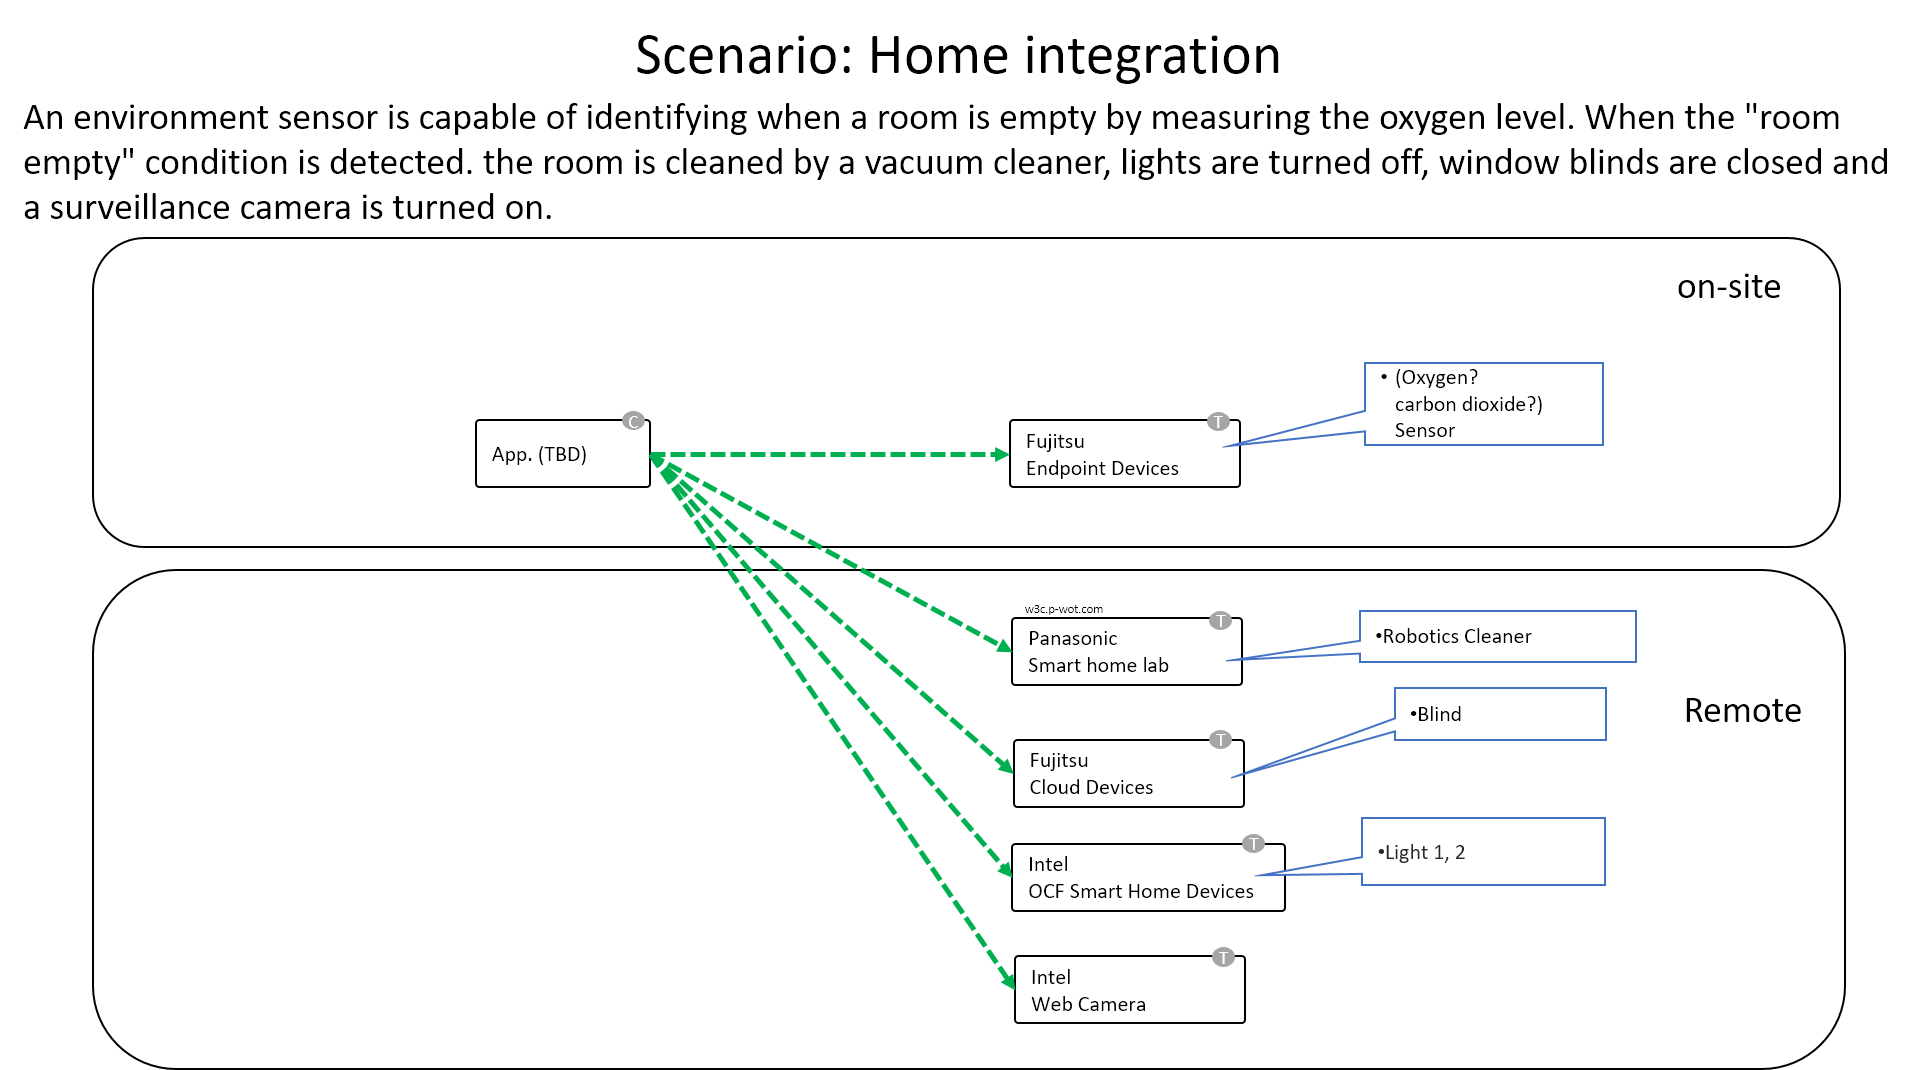 Scenario: Home integration
An environment sensor is capable of identifying when a room is empty by measuring the oxygen level. When the "room
empty" condition is detected. the room is cleaned by a vacuum cleaner, lights are turned off, window blinds are closed and
a surveillance camera is turned on.
on-site
• (Oxygen?
carbon dioxide?)
Sensor
C
App. (TBD)
T
Fujitsu
Endpoint Devices
w3c.p-wot.com
T
Panasonic
Smart home lab
•Robotics Cleaner
Remote
•Blind
T
Fujitsu
Cloud Devices
•Light 1, 2
T
Intel
OCF Smart Home Devices
T
Intel
Web Camera